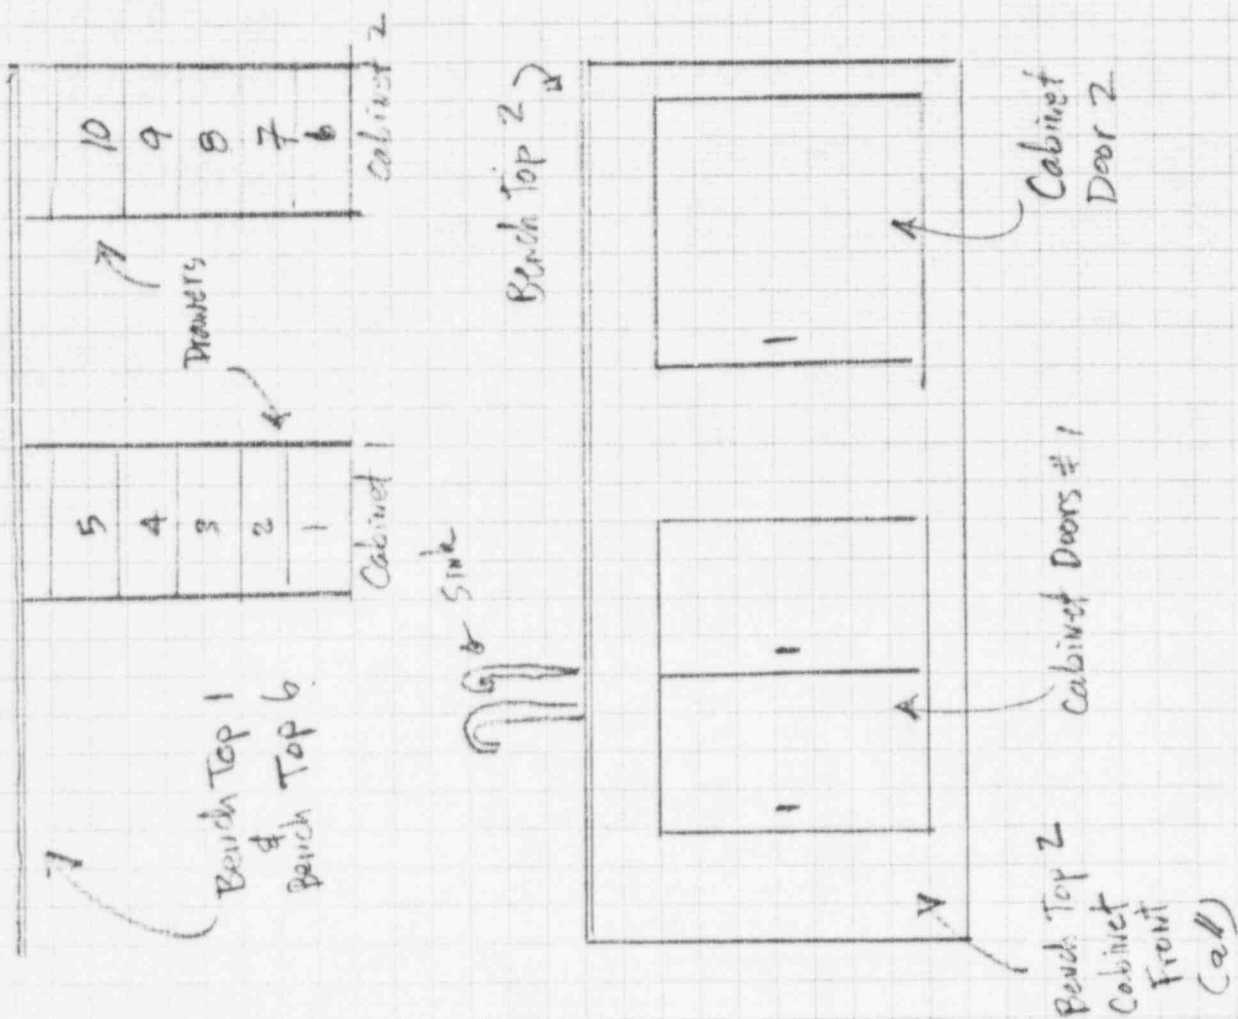 10
9
8
7
6
Cabinet 2
Drawers
5
4
3
2
1
Cabinet 1
Bench Top 1
&
Bench Top 6
Bench Top 2
Sink
Cabinet
Door 2
Cabinet Doors # 1
Bench Top 2
Cabinet
Front
(all)